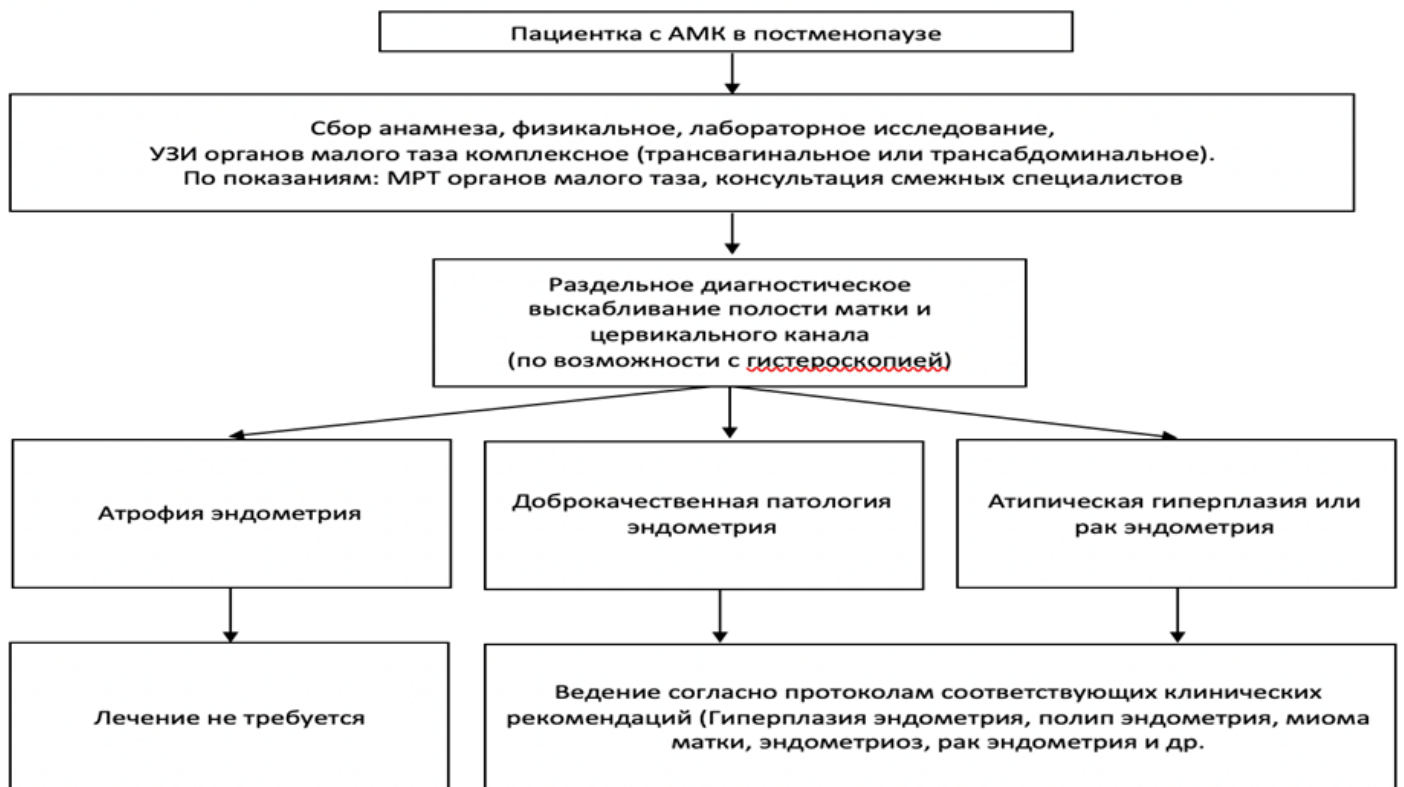 Пациентка с АМК в постменопаузе
Сбор анамнеза, физикальное, лабораторное исследование,
УЗИ органов малого таза комплексное (трансвагинальное или трансабдоминальное).
По показаниям: МРТ органов малого таза, консультация смежных специалистов
Раздельное диагностическое
выскабливание полости матки и
цервикального канала
(по возможности с гистероскопией)
Атрофия эндометрия
Доброкачественная патология
эндометрия
Атипическая гиперплазия или
рак эндометрия
Лечение не требуется
Ведение согласно протоколам соответствующих клинических
рекомендаций (Гиперплазия эндометрия, полип эндометрия, миома
матки, эндометриоз, рак эндометрия и др.